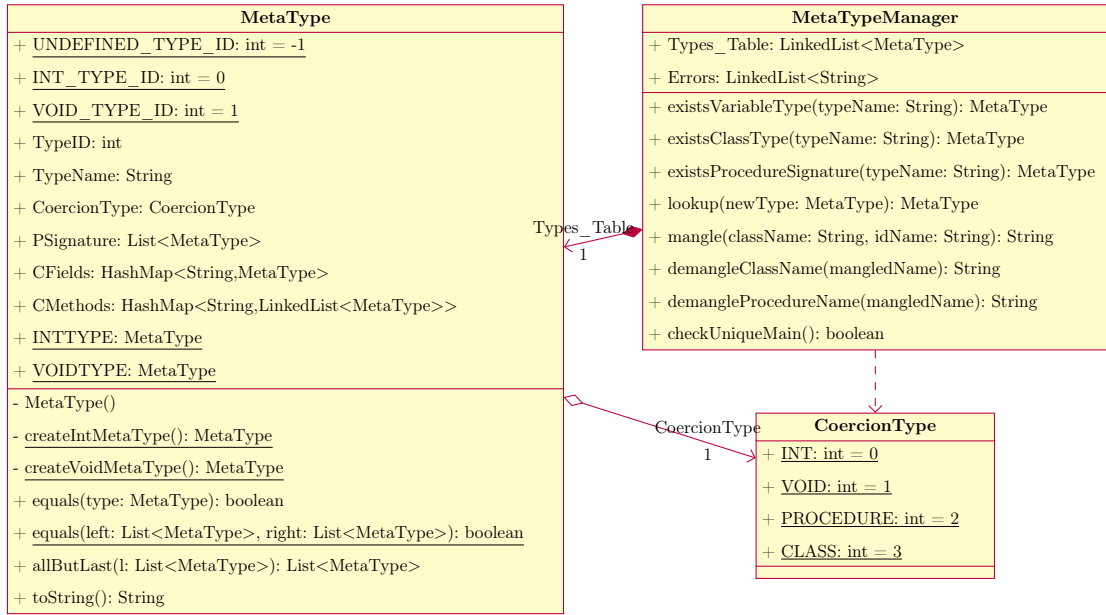 MetaType
+ UNDEFINED_TYPE_ID: int = -1
+ INT_TYPE_ID: int = 0
+ VOID_TYPE_ID: int = 1
+ TypeID: int
+ TypeName: String
+ CoercionType: CoercionType
+ PSignature: List<MetaType>
+ CFields: HashMap<String,MetaType>
+ CMethods: HashMap<String,LinkedList<MetaType>>
+ INTTYPE: MetaType
+ VOIDTYPE: MetaType
- MetaType()
- createIntMetaType(): MetaType
- createVoidMetaType(): MetaType
+ equals(type: MetaType): boolean
+ equals(left: List<MetaType>, right: List<MetaType>): boolean
+ allButLast(l: List<MetaType>): List<MetaType>
+ toString(): String
Types_Table
1
MetaTypeManager
+ Types_Table: LinkedList<MetaType>
+ Errors: LinkedList<String>
+ existsVariableType(typeName: String): MetaType
+ existsClassType(typeName: String): MetaType
+ existsProcedureSignature(typeName: String): MetaType
+ lookup(newType: MetaType): MetaType
+ mangle(className: String, idName: String): String
+ demangleClassName(mangledName): String
+ demangleProcedureName(mangledName): String
+ checkUniqueMain(): boolean
CoercionType
1
CoercionType
+ INT: int = 0
+ VOID: int = 1
+ PROCEDURE: int = 2
+ CLASS: int = 3